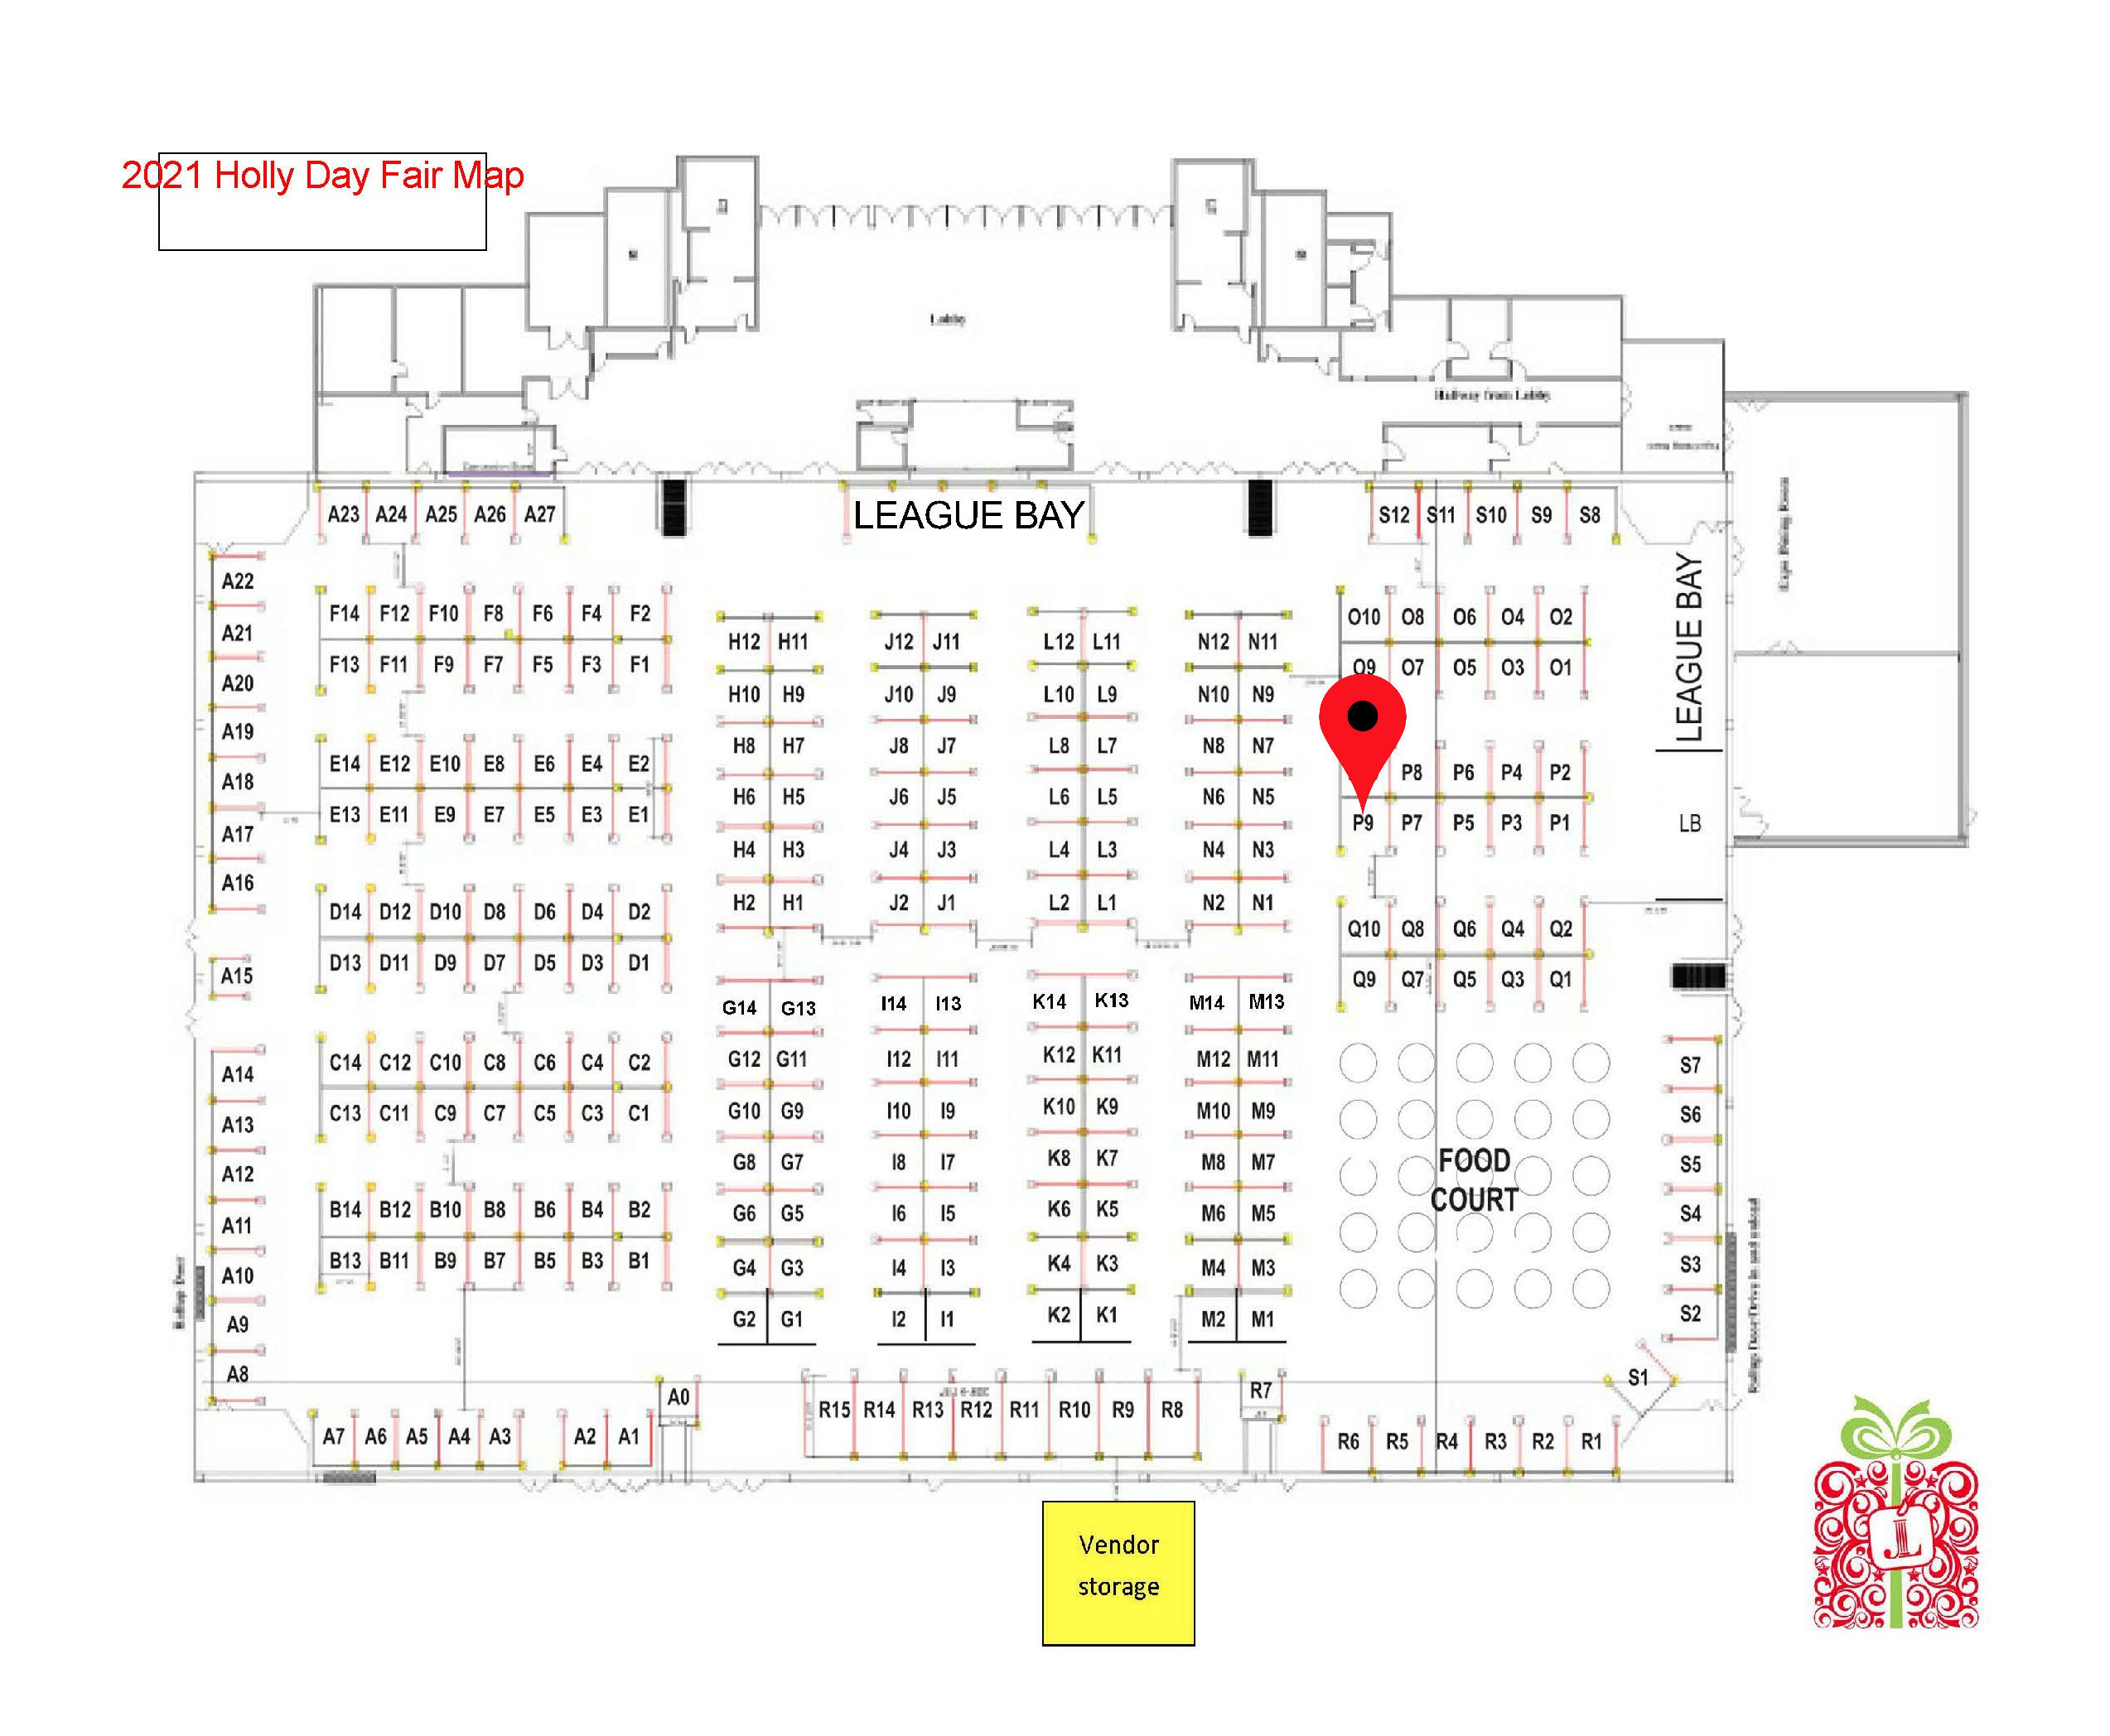 2021 Holly Day Fair Map
Lobby
Hallway from Lobby
LEAGUE BAY
A23 A24 A25 A26 A27
S12 S11 S10 S9 S8
A22
A21
A20
A19
A18
A17
A16
A15
A14
A13
A12
A11
A10
A9
A8
F14 F12 F10 F8 F6 F4 F2
F13 F11 F9 F7 F5 F3 F1
E14 E12 E10 E8 E6 E4 E2
E13 E11 E9 E7 E5 E3 E1
D14 D12 D10 D8 D6 D4 D2
D13 D11 D9 D7 D5 D3 D1
C14 C12 C10 C8 C6 C4 C2
C13 C11 C9 C7 C5 C3 C1
B14 B12 B10 B8 B6 B4 B2
B13 B11 B9 B7 B5 B3 B1
H12 H11
H10 H9
H8 H7
H6 H5
H4 H3
H2 H1
G14 G13
G12 G11
G10 G9
G8 G7
G6 G5
G4 G3
G2 G1
J12 J11
J10 J9
J8 J7
J6 J5
J4 J3
J2 J1
I14 I13
I12 I11
I10 I9
I8 I7
I6 I5
I4 I3
I2 I1
L12 L11
L10 L9
L8 L7
L6 L5
L4 L3
L2 L1
K14 K13
K12 K11
K10 K9
K8 K7
K6 K5
K4 K3
K2 K1
N12 N11
N10 N9
N8 N7
N6 N5
N4 N3
N2 N1
M14 M13
M12 M11
M10 M9
M8 M7
M6 M5
M4 M3
M2 M1
O10 O8 O6 O4 O2
O9 O7 O5 O3 O1
P8 P6 P4 P2
P9 P7 P5 P3 P1
Q10 Q8 Q6 Q4 Q2
Q9 Q7 Q5 Q3 Q1
LEAGUE BAY
LB
FOOD
COURT
S7
S6
S5
S4
S3
S2
S1
A7 A6 A5 A4 A3 A2 A1
A0
R15 R14 R13 R12 R11 R10 R9 R8
R7
R6 R5 R4 R3 R2 R1
Vendor
storage
JL